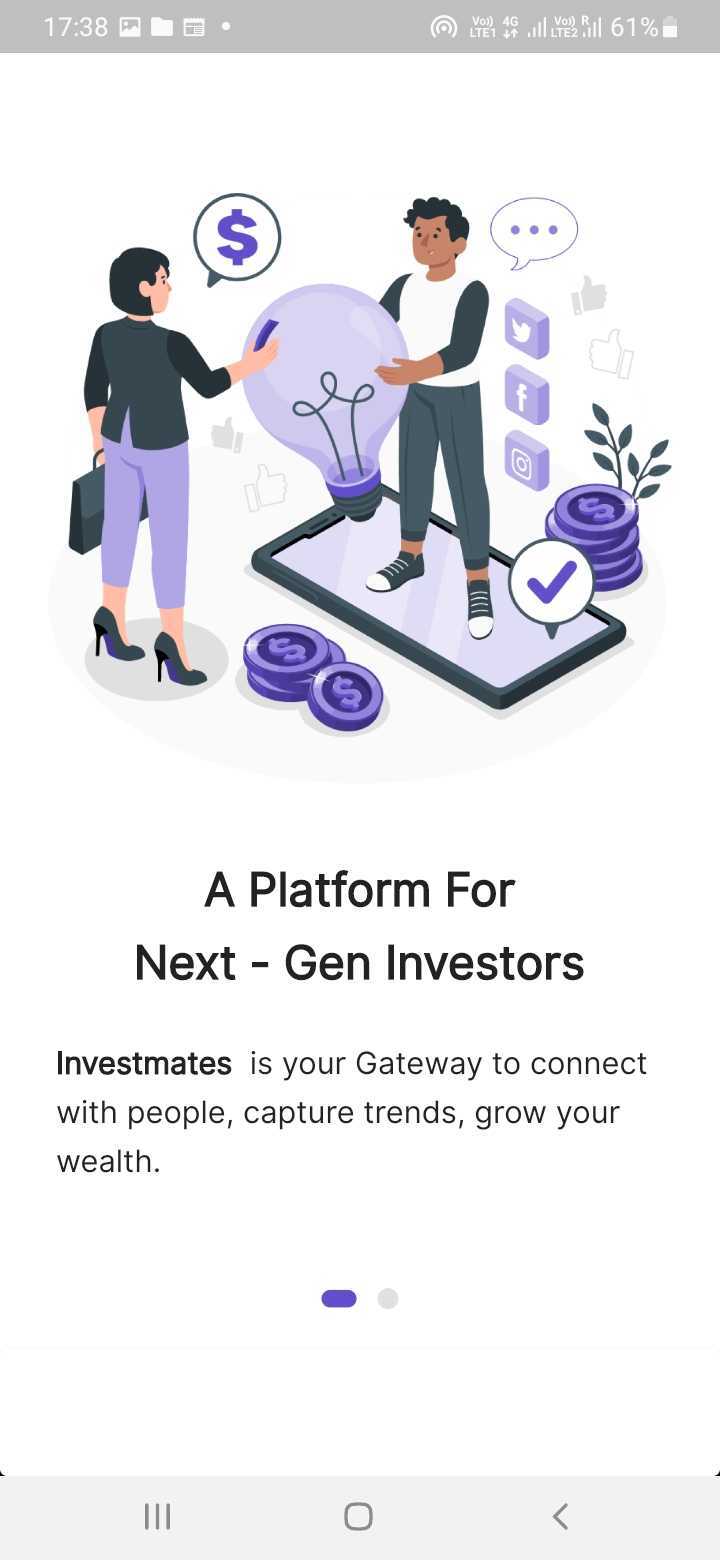 17:38 Vo) LTE1 4G Vo) LTE2 R 61%
$
A Platform For
Next - Gen Investors
Investmates is your Gateway to connect
with people, capture trends, grow your
wealth.